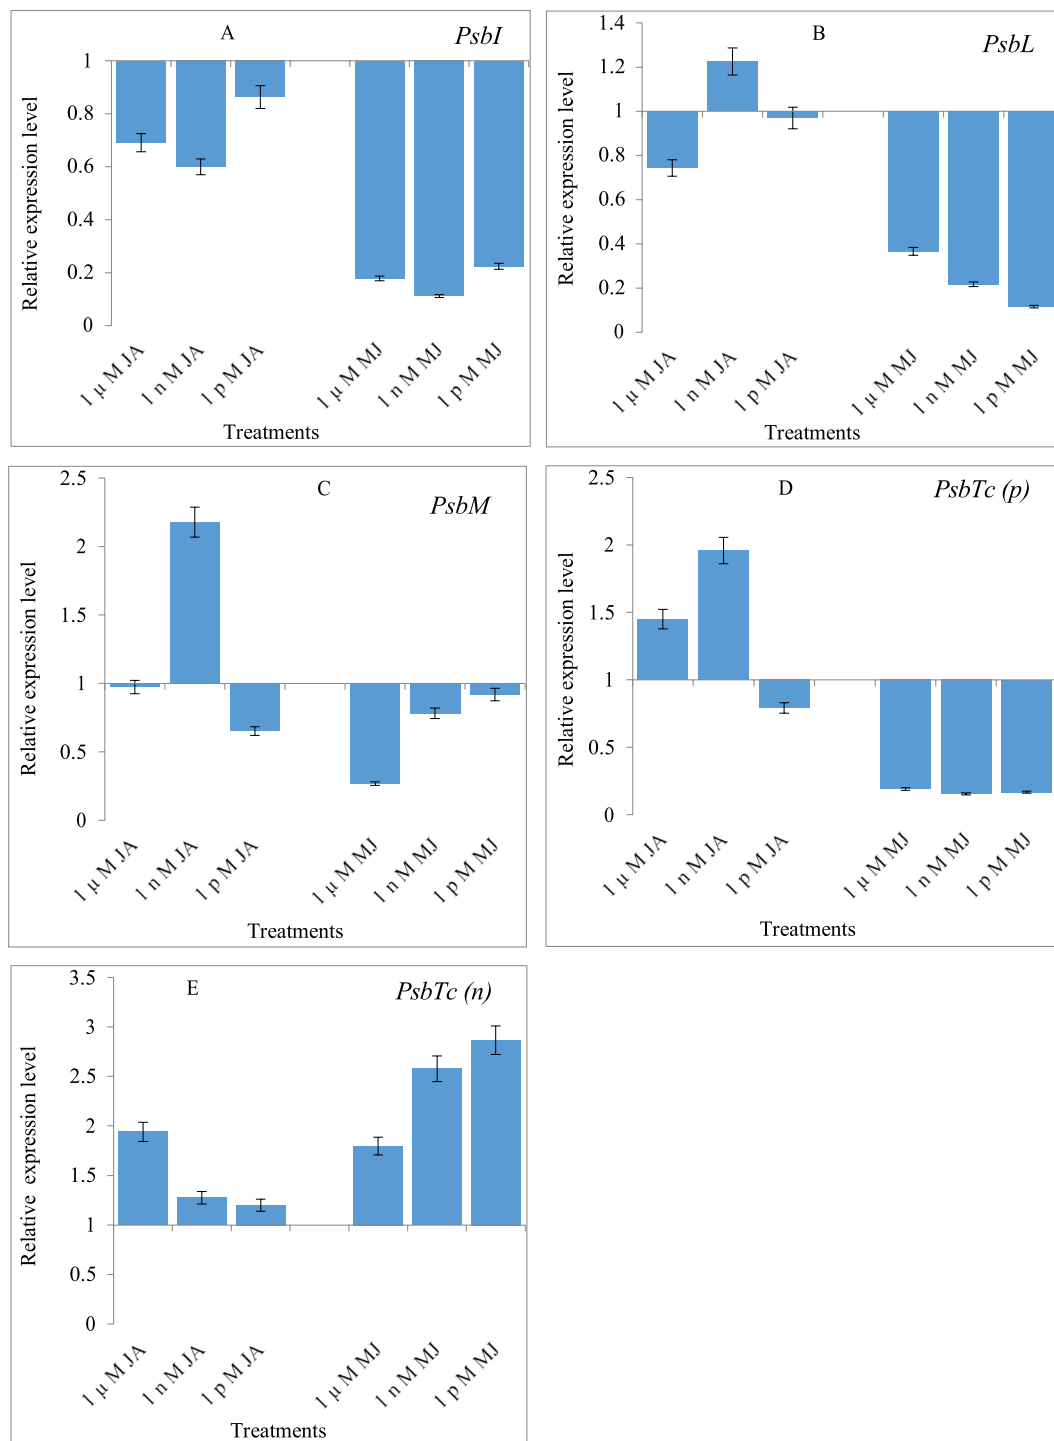 A
PsbI
Relative expression level
1
0.8
0.6
0.4
0.2
0
1 µ M JA
1 n M JA
1 p M JA
1 µ M MJ
1 n M MJ
1 p M MJ
Treatments
B
PsbL
Relative expression level
1.4
1.2
1
0.8
0.6
0.4
0.2
0
1 µ M JA
1 n M JA
1 p M JA
1 µ M MJ
1 n M MJ
1 p M MJ
Treatments
C
PsbM
Relative expression level
2.5
2
1.5
1
0.5
0
1 µ M JA
1 n M JA
1 p M JA
1 µ M MJ
1 n M MJ
1 p M MJ
Treatments
D
PsbTc (p)
Relative expression level
2.5
2
1.5
1
0.5
0
1 µ M JA
1 n M JA
1 p M JA
1 µ M MJ
1 n M MJ
1 p M MJ
Treatments
E
PsbTc (n)
Relative expression level
3.5
3
2.5
2
1.5
1
0.5
0
1 µ M JA
1 n M JA
1 p M JA
1 µ M MJ
1 n M MJ
1 p M MJ
Treatments